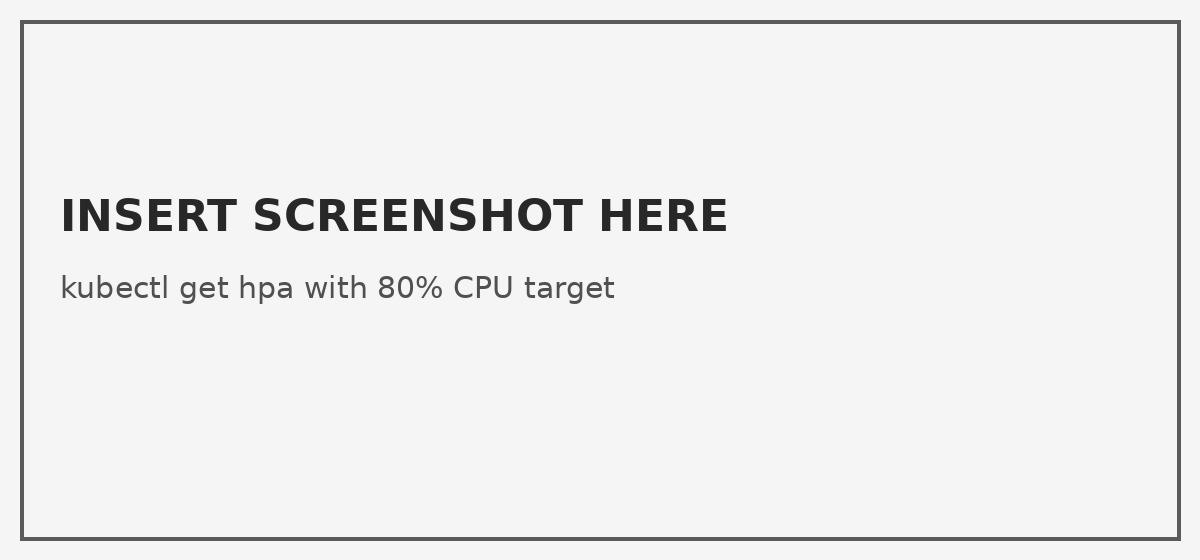 INSERT SCREENSHOT HERE
kubectl get hpa with 80% CPU target